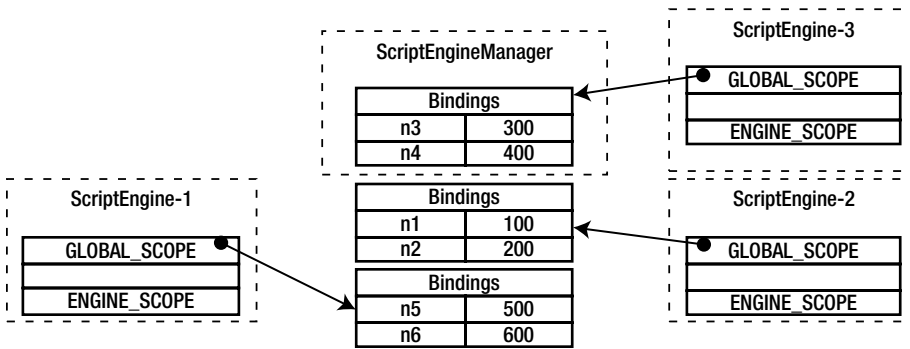 ScriptEngineManager
Bindings
n3 300
n4 400
ScriptEngine-3
GLOBAL_SCOPE
ENGINE_SCOPE
ScriptEngine-1
GLOBAL_SCOPE
ENGINE_SCOPE
Bindings
n1 100
n2 200
Bindings
n5 500
n6 600
ScriptEngine-2
GLOBAL_SCOPE
ENGINE_SCOPE